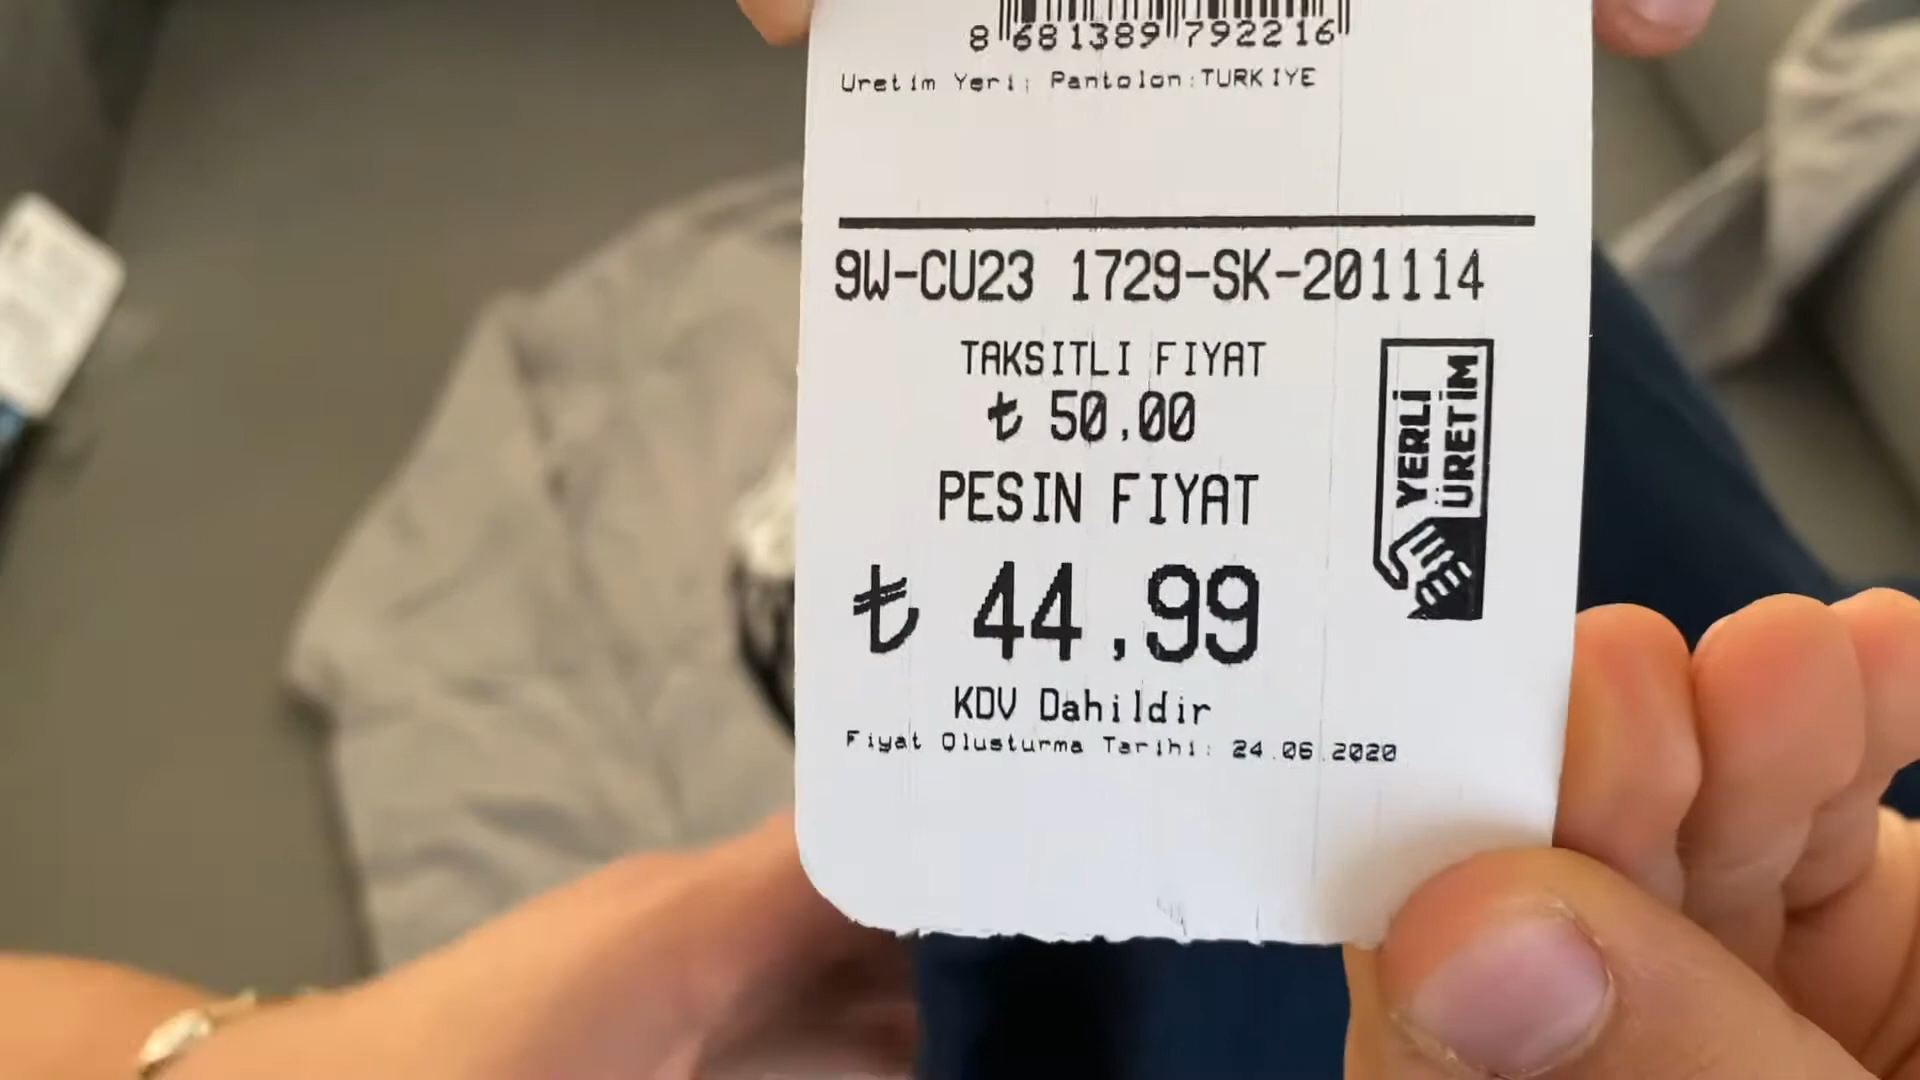 8 681389 792216
Uretim Yeri; Pantolon:TURKIYE
9W-CU23 1729-SK-201114
TAKSITLI FIYAT
₺ 50,00
PESIN FIYAT
₺ 44,99
KDV Dahildir
Fiyat Olusturma Tarihi: 24.06.2020
YERLİ
ÜRETİM